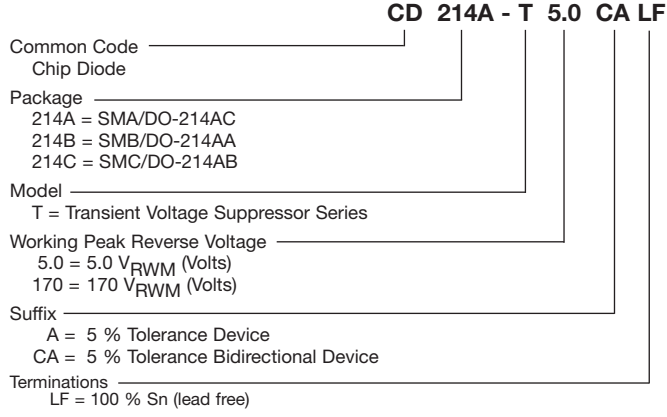 CD 214A - T 5.0 CA LF
Common Code
Chip Diode
Package
214A = SMA/DO-214AC
214B = SMB/DO-214AA
214C = SMC/DO-214AB
Model
T = Transient Voltage Suppressor Series
Working Peak Reverse Voltage
5.0 = 5.0 VRWM (Volts)
170 = 170 VRWM (Volts)
Suffix
A = 5 % Tolerance Device
CA = 5 % Tolerance Bidirectional Device
Terminations
LF = 100 % Sn (lead free)